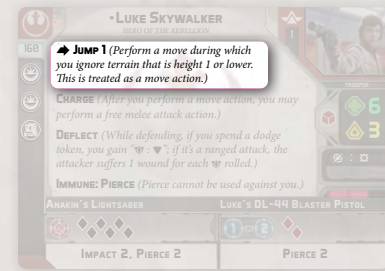 •LUKE SKYWALKER
HERO OF THE REBELLION
1
160
JUMP 1 (Perform a move during which
you ignore terrain that is height 1 or lower.
This is treated as a move action.)
TROOPER
CHARGE (After you perform a move action, you may
perform a free melee attack action.)
6
DEFLECT (While defending, if you spend a dodge
token, you gain " : "; if it's a ranged attack, the
attacker suffers 1 wound for each rolled.)
3
IMMUNE: PIERCE (Pierce cannot be used against you.)
ANAKIN'S LIGHTSABER
LUKE'S DL-44 BLASTER PISTOL
1-2
IMPACT 2, PIERCE 2
PIERCE 2